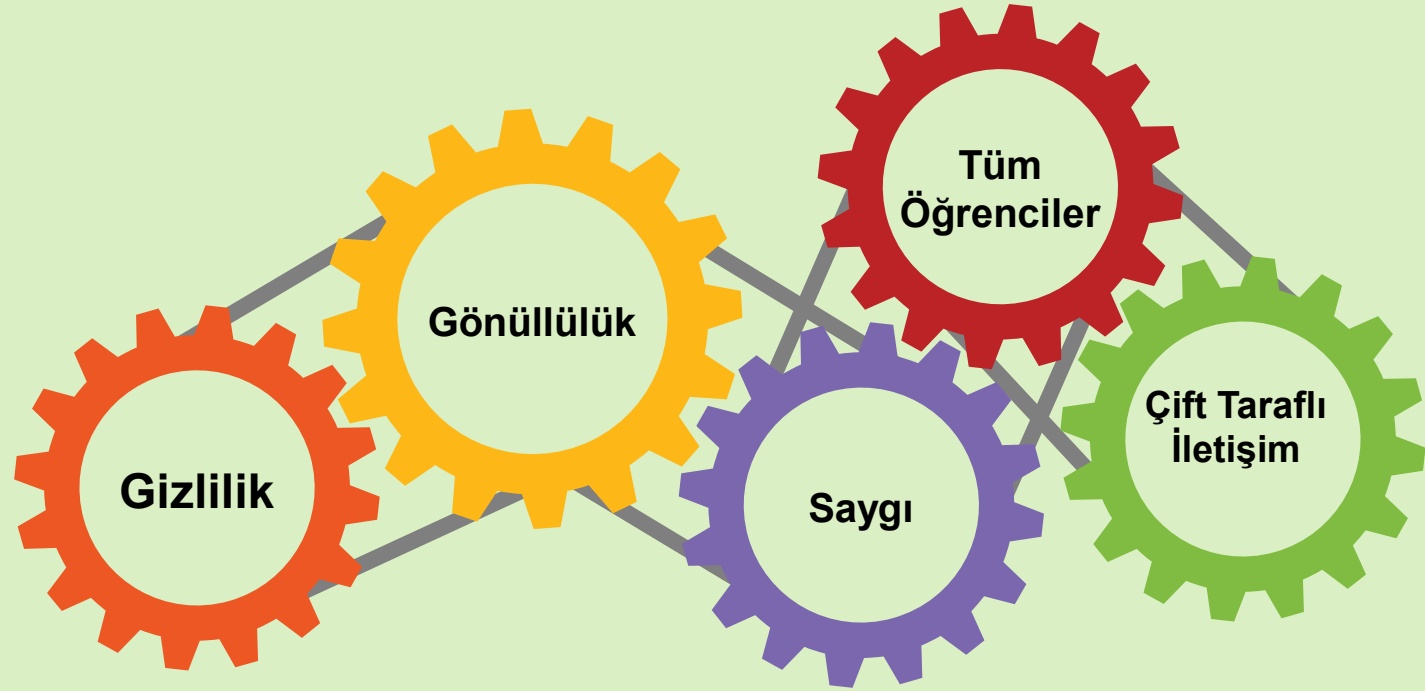 Gizlilik
Gönüllülük
Saygı
Tüm
Öğrenciler
Çift Taraflı
İletişim